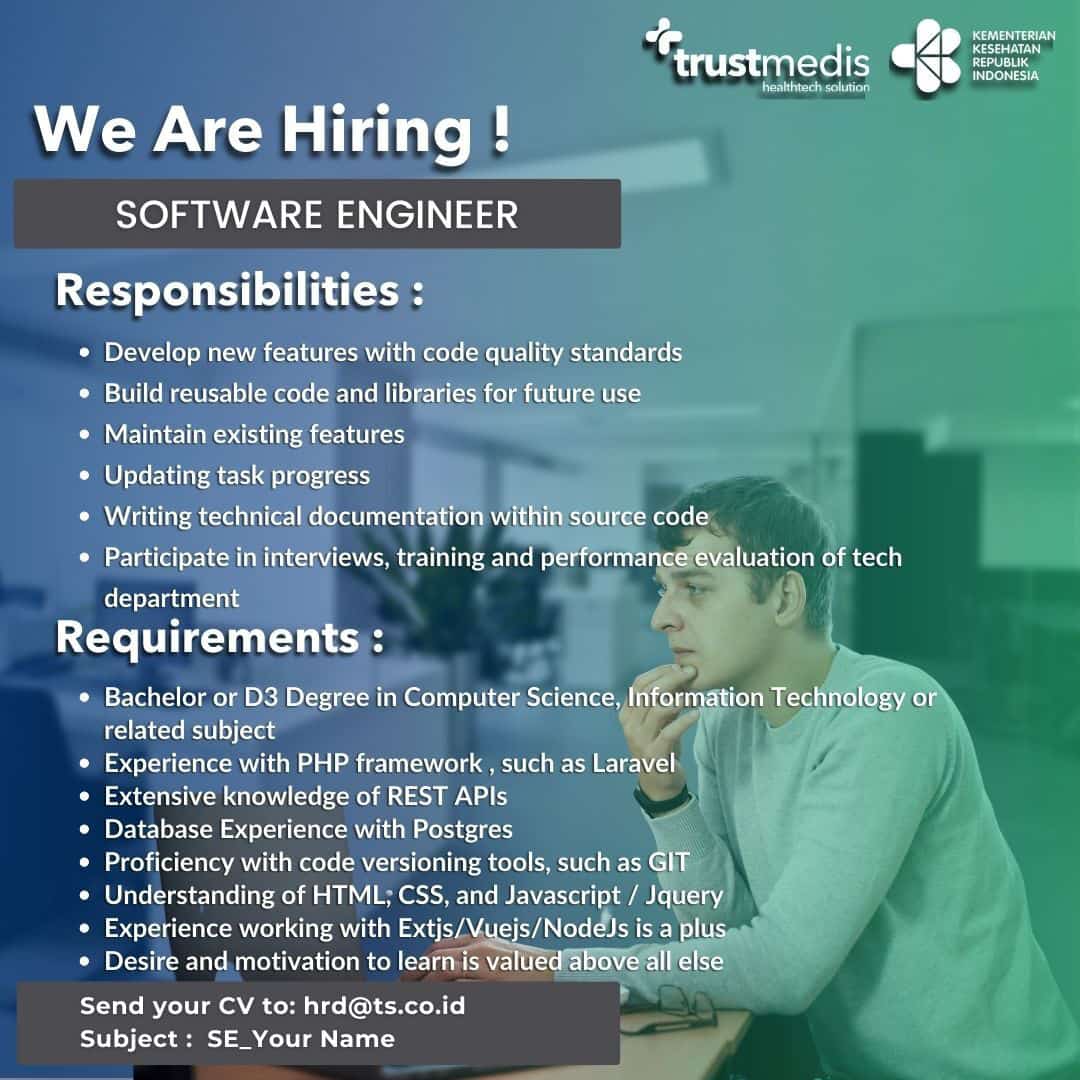 trustmedis
healthtech solution
KEMENTERIAN
KESEHATAN
REPUBLIK
INDONESIA
We Are Hiring !
SOFTWARE ENGINEER
Responsibilities :
• Develop new features with code quality standards
• Build reusable code and libraries for future use
• Maintain existing features
• Updating task progress
• Writing technical documentation within source code
• Participate in interviews, training and performance evaluation of tech
department
Requirements :
• Bachelor or D3 Degree in Computer Science, Information Technology or
related subject
• Experience with PHP framework , such as Laravel
• Extensive knowledge of REST APIs
• Database Experience with Postgres
• Proficiency with code versioning tools, such as GIT
• Understanding of HTML, CSS, and Javascript / Jquery
• Experience working with Extjs/Vuejs/NodeJs is a plus
• Desire and motivation to learn is valued above all else
Send your CV to: hrd@ts.co.id
Subject : SE_Your Name